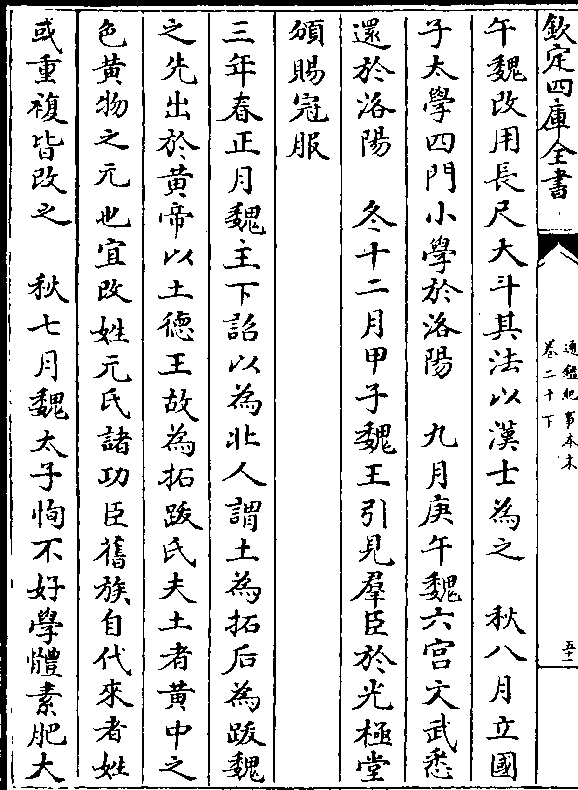 欽定四庫全書
通鑑紀事本末
卷二十下
五十二
午魏改用長尺大斗其法以漢士為之　秋八月立國
子太學四門小學於洛陽　九月庚午魏六宮文武悉
還於洛陽　冬十二月甲子魏王引見羣臣於光極堂
頒賜冠服
三年春正月魏主下詔以為北人謂土為拓后為跋魏
之先出於黃帝以土德王故為拓跋氏夫土者黃中之
色黃物之元也宜改姓元氏諸功臣舊族自代來者姓
或重複皆改之　秋七月魏太子恂不好學體素肥大